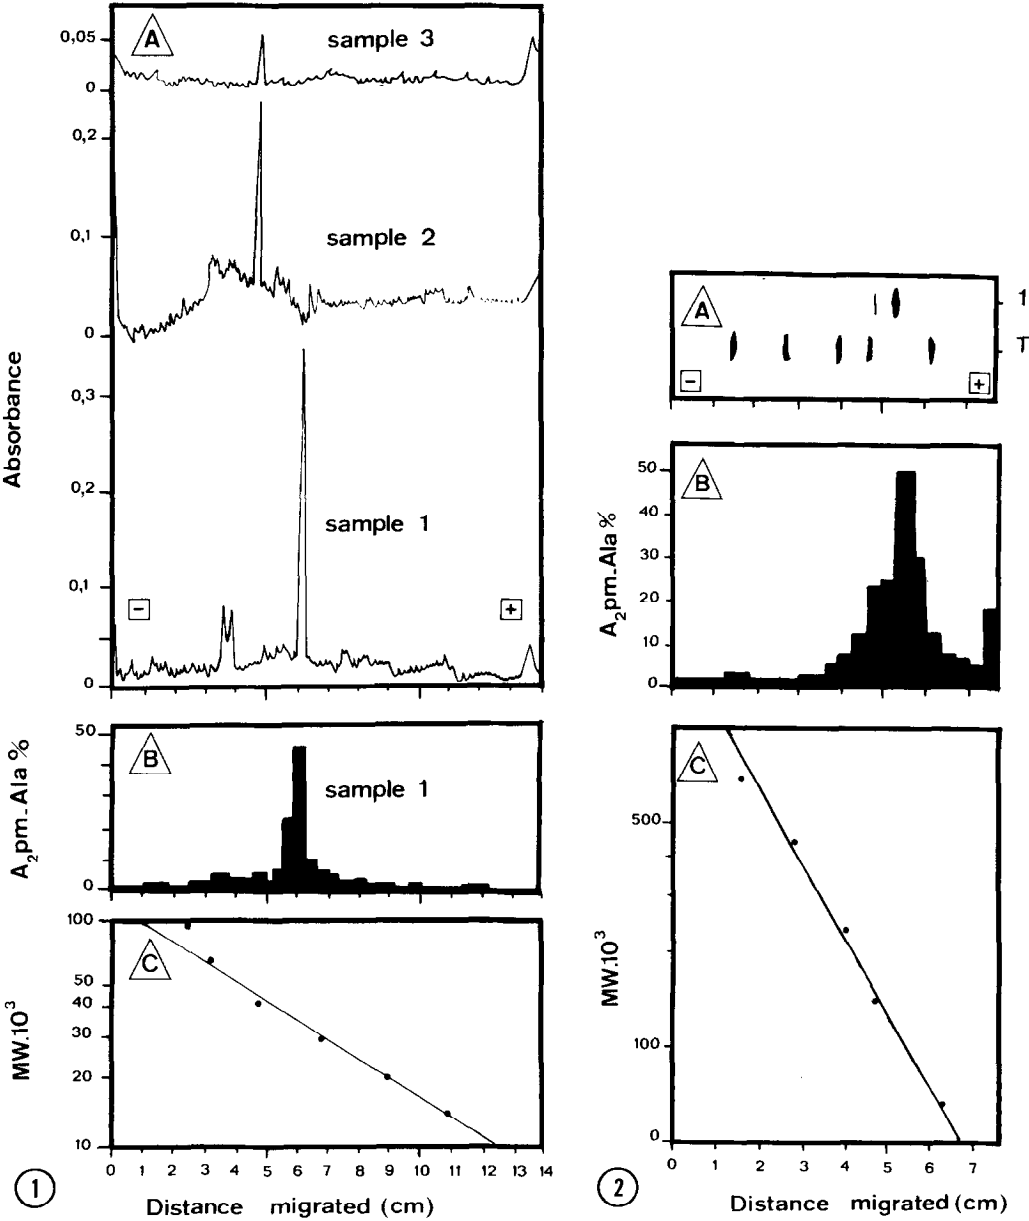 A
sample 3
0,05
0
0,2
0,1
sample 2
0
Absorbance
0,3
0,2
sample 1
0,1
−
+
0
A₂pm-Ala %
50
B
sample 1
0
MW.10³
100
C
50
40
30
20
10
0 1 2 3 4 5 6 7 8 9 10 11 12 13 14
1
Distance migrated (cm)
A
1
T
−
+
A₂pm-Ala %
50
B
40
30
20
10
0
MW.10³
C
500
100
0
0 1 2 3 4 5 6 7
2
Distance migrated (cm)